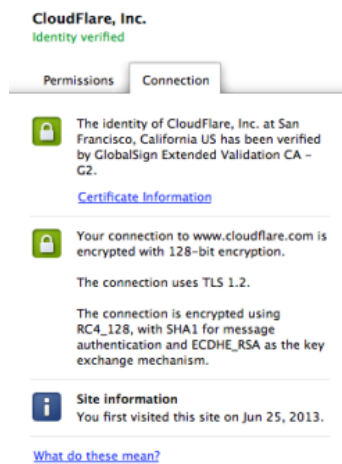 CloudFlare, Inc.
Identity verified
Permissions
Connection
The identity of CloudFlare, Inc. at San
Francisco, California US has been verified
by GlobalSign Extended Validation CA –
G2.
Certificate Information
Your connection to www.cloudflare.com is
encrypted with 128-bit encryption.
The connection uses TLS 1.2.
The connection is encrypted using
RC4_128, with SHA1 for message
authentication and ECDHE_RSA as the key
exchange mechanism.
Site information
You first visited this site on Jun 25, 2013.
What do these mean?